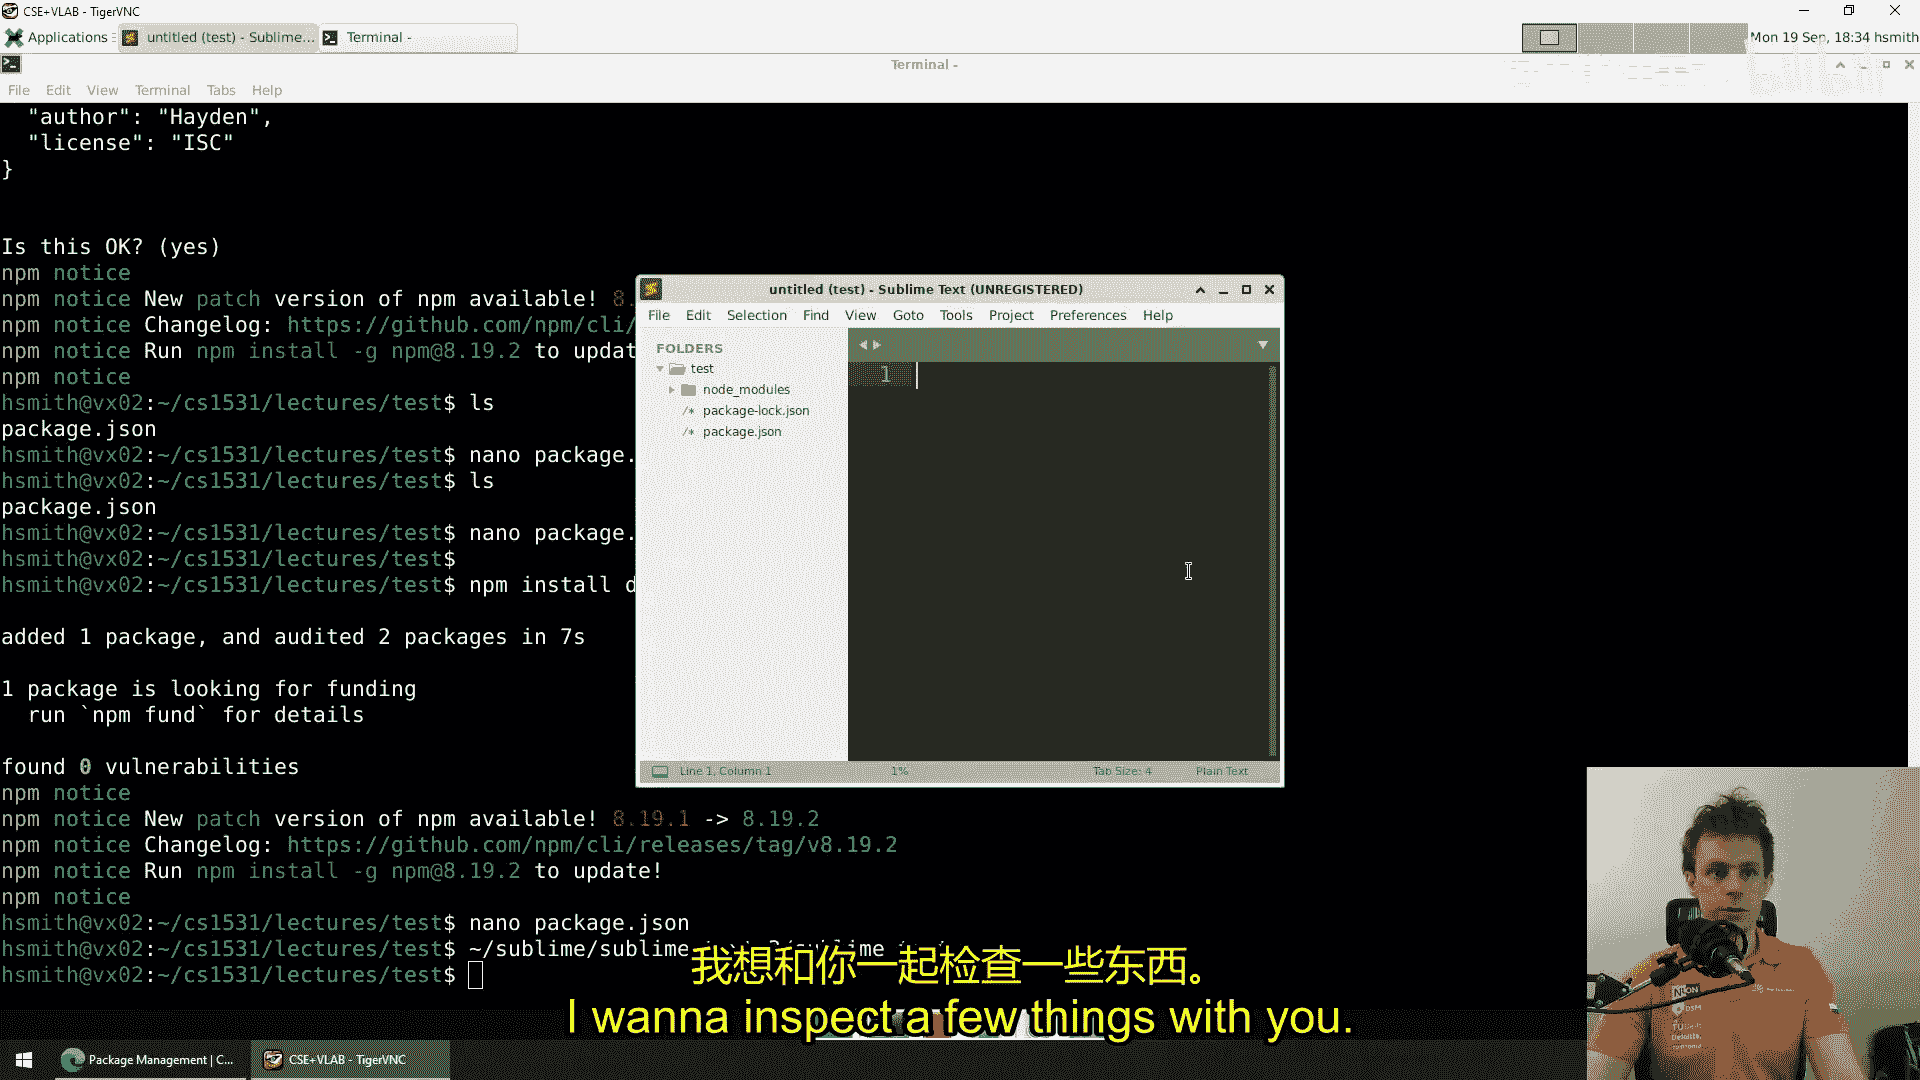 CSE+VLAB - TigerVNC
Applications
untitled (test) - Sublime...
Terminal -
Mon 19 Sep, 18:34 hsmith
Terminal -
File Edit View Terminal Tabs Help
"author": "Hayden",
"license": "ISC"
}
Is this OK? (yes)
npm notice
npm notice New patch version of npm available! 8.
npm notice Changelog: https://github.com/npm/cli/
npm notice Run npm install -g npm@8.19.2 to updat
npm notice
hsmith@vx02:~/cs1531/lectures/test$ ls
package.json
hsmith@vx02:~/cs1531/lectures/test$ nano package.
hsmith@vx02:~/cs1531/lectures/test$ ls
package.json
hsmith@vx02:~/cs1531/lectures/test$ nano package.
hsmith@vx02:~/cs1531/lectures/test$
hsmith@vx02:~/cs1531/lectures/test$ npm install d
added 1 package, and audited 2 packages in 7s
1 package is looking for funding
run `npm fund` for details
found 0 vulnerabilities
npm notice
npm notice New patch version of npm available! 8.19.1 -> 8.19.2
npm notice Changelog: https://github.com/npm/cli/releases/tag/v8.19.2
npm notice Run npm install -g npm@8.19.2 to update!
npm notice
hsmith@vx02:~/cs1531/lectures/test$ nano package.json
hsmith@vx02:~/cs1531/lectures/test$ ~/sublime/sublime
hsmith@vx02:~/cs1531/lectures/test$
untitled (test) - Sublime Text (UNREGISTERED)
File Edit Selection Find View Goto Tools Project Preferences Help
FOLDERS
test
node_modules
/* package-lock.json
/* package.json
1
Line 1, Column 1
1%
Tab Size: 4
Plain Text
我想和你一起检查一些东西。
I wanna inspect a few things with you.
Package Management | C...
CSE+VLAB - TigerVNC